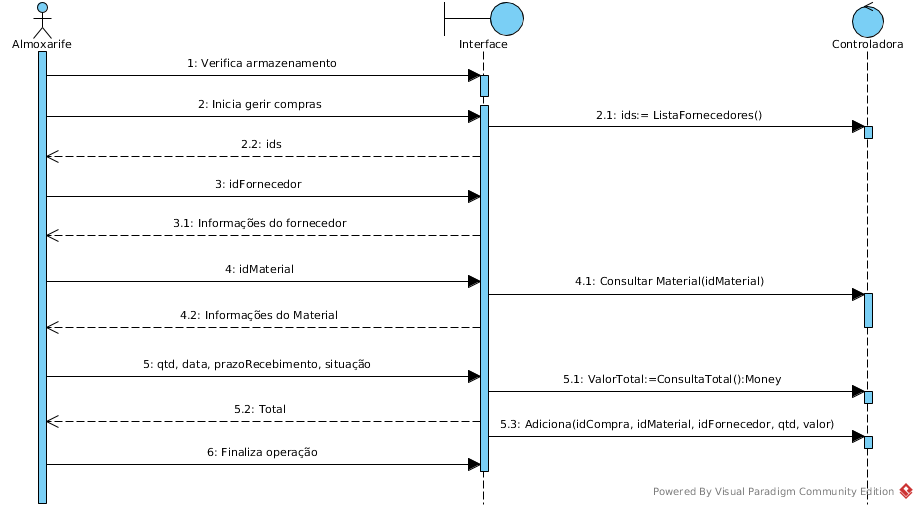 Almoxarife
Interface
Controladora
1: Verifica armazenamento
2: Inicia gerir compras
2.1: ids:= ListaFornecedores()
2.2: ids
3: idFornecedor
3.1: Informações do fornecedor
4: idMaterial
4.1: Consultar Material(idMaterial)
4.2: Informações do Material
5: qtd, data, prazoRecebimento, situação
5.1: ValorTotal:=ConsultaTotal():Money
5.2: Total
5.3: Adiciona(idCompra, idMaterial, idFornecedor, qtd, valor)
6: Finaliza operação
Powered By Visual Paradigm Community Edition